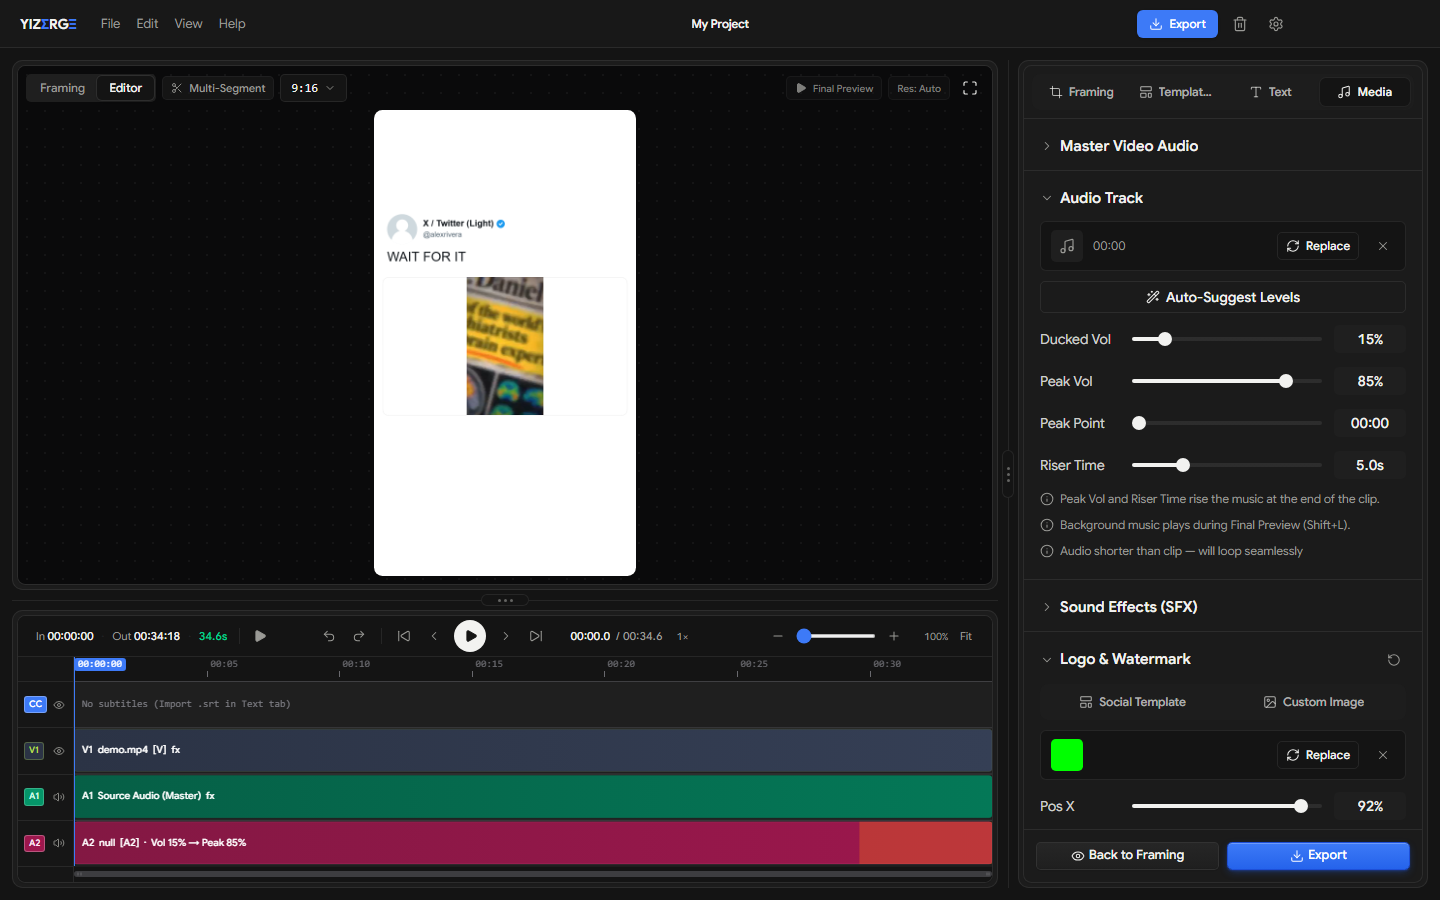 YIZERGE File Edit View Help My Project Export
Framing Editor Multi-Segment 9:16 Final Preview Res: Auto
X / Twitter (Light)
@alexrivera
WAIT FOR IT
Daniel
of the world'
hiatrists
rain exper
In 00:00:00 Out 00:34:18 34.6s 00:00.0 / 00:34.6 1× 100% Fit
00:00:00 00:05 00:10 00:15 00:20 00:25 00:30
CC No subtitles (Import .srt in Text tab)
V1 V1 demo.mp4 [V] fx
A1 A1 Source Audio (Master) fx
A2 A2 null [A2] · Vol 15% → Peak 85%
Framing Templat... Text Media
Master Video Audio
Audio Track
00:00 Replace
Auto-Suggest Levels
Ducked Vol 15%
Peak Vol 85%
Peak Point 00:00
Riser Time 5.0s
Peak Vol and Riser Time rise the music at the end of the clip.
Background music plays during Final Preview (Shift+L).
Audio shorter than clip — will loop seamlessly
Sound Effects (SFX)
Logo & Watermark
Social Template Custom Image
Replace
Pos X 92%
Back to Framing Export